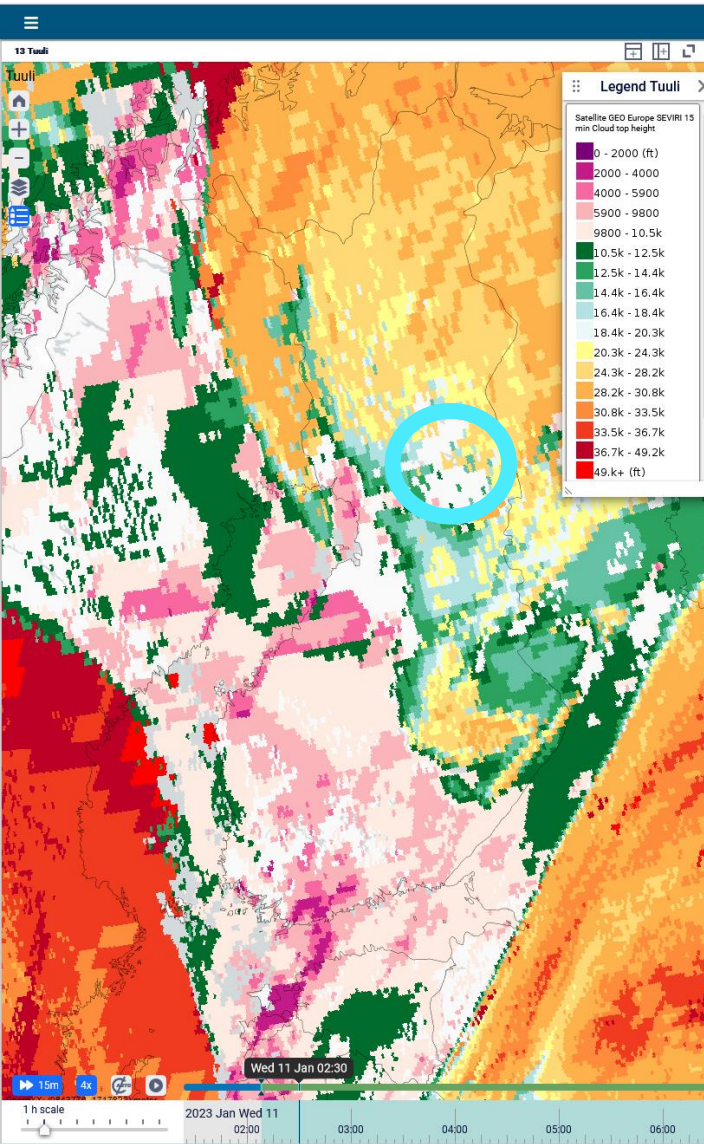 13 Tuuli
Tuuli
Legend Tuuli
Satellite GEO Europe SEVIRI 15
min Cloud top height
0 - 2000 (ft)
2000 - 4000
4000 - 5900
5900 - 9800
9800 - 10.5k
10.5k - 12.5k
12.5k - 14.4k
14.4k - 16.4k
16.4k - 18.4k
18.4k - 20.3k
20.3k - 24.3k
24.3k - 28.2k
28.2k - 30.8k
30.8k - 33.5k
33.5k - 36.7k
36.7k - 49.2k
49.k+ (ft)
Wed 11 Jan 02:30
15m
4x
1 h scale
2023 Jan Wed 11
02:00
03:00
04:00
05:00
06:00